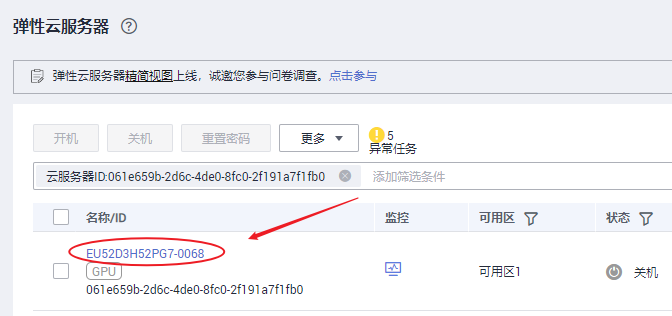 弹性云服务器
弹性云服务器精简视图上线，诚邀您参与问卷调查。点击参与
开机 关机 重置密码 更多 5
异常任务
云服务器ID:061e659b-2d6c-4de0-8fc0-2f191a7f1fb0 添加筛选条件
名称/ID 监控 可用区 状态
EU52D3H52PG7-0068
GPU 可用区1 关机
061e659b-2d6c-4de0-8fc0-2f191a7f1fb0